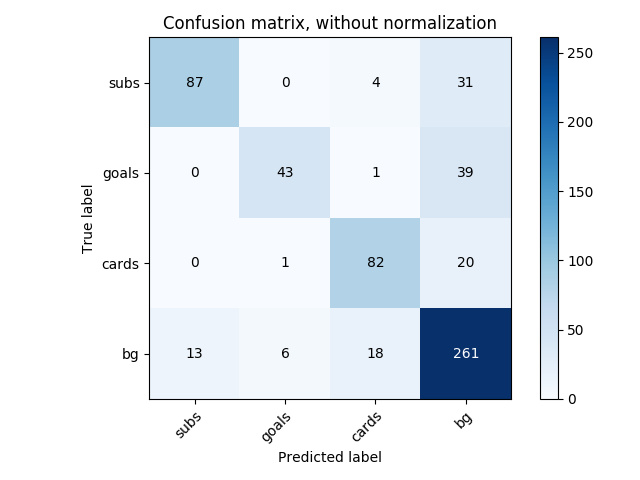 Confusion matrix, without normalization
subs 87 0 4 31
goals 0 43 1 39
cards 0 1 82 20
bg 13 6 18 261
subs goals cards bg
Predicted label
True label
250
200
150
100
50
0